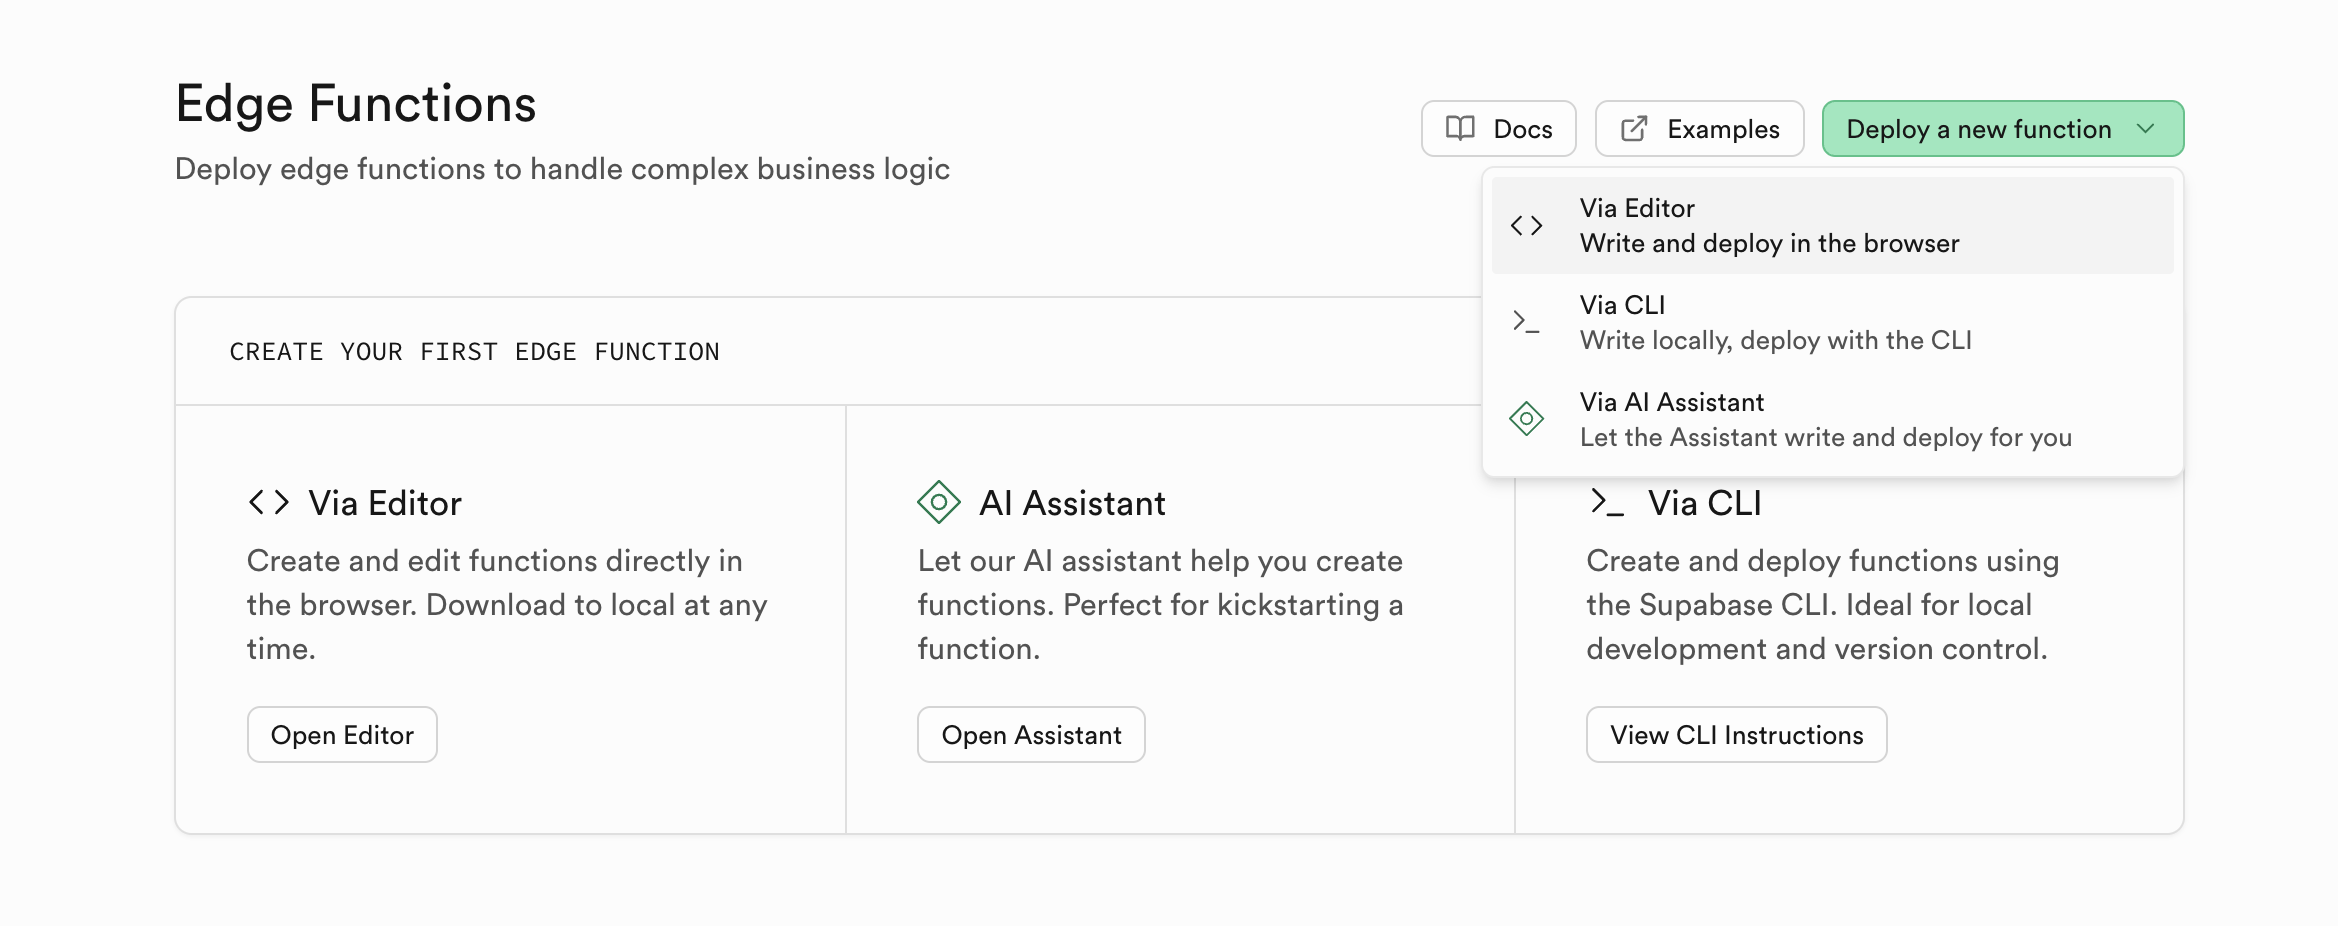 Edge Functions
Deploy edge functions to handle complex business logic
Docs
Examples
Deploy a new function
Via Editor
Write and deploy in the browser
Via CLI
Write locally, deploy with the CLI
Via AI Assistant
Let the Assistant write and deploy for you
CREATE YOUR FIRST EDGE FUNCTION
Via Editor
Create and edit functions directly in
the browser. Download to local at any
time.
Open Editor
AI Assistant
Let our AI assistant help you create
functions. Perfect for kickstarting a
function.
Open Assistant
Via CLI
Create and deploy functions using
the Supabase CLI. Ideal for local
development and version control.
View CLI Instructions